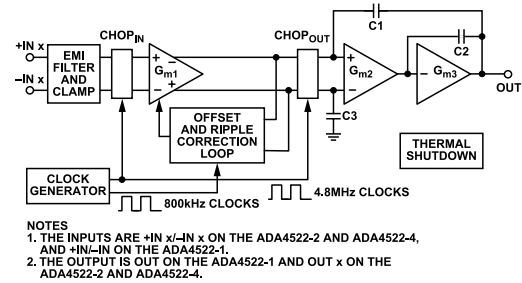 CHOPIN
CHOPOUT
C1
C2
+IN x
–IN x
EMI
FILTER
AND
CLAMP
+ –
– +
Gm1
+
–
Gm2
–
Gm3
OUT
C3
OFFSET
AND RIPPLE
CORRECTION
LOOP
THERMAL
SHUTDOWN
CLOCK
GENERATOR
800kHz CLOCKS
4.8MHz CLOCKS
NOTES
1. THE INPUTS ARE +IN x/–IN x ON THE ADA4522-2 AND ADA4522-4,
AND +IN/–IN ON THE ADA4522-1.
2. THE OUTPUT IS OUT ON THE ADA4522-1 AND OUT x ON THE
ADA4522-2 AND ADA4522-4.